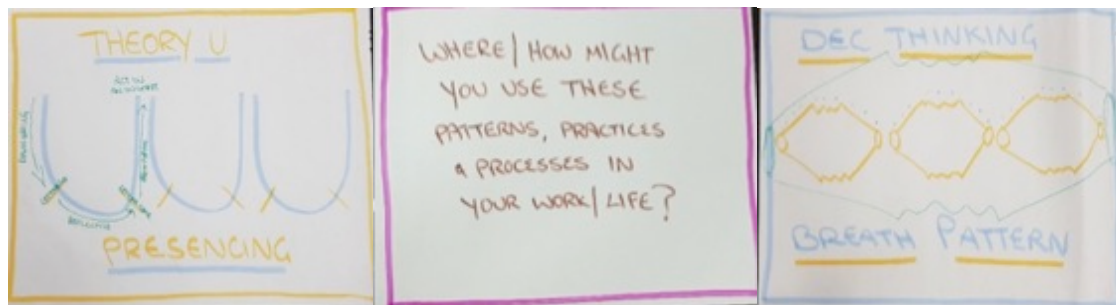 THEORY U
PRESENCING
WHERE/HOW MIGHT
YOU USE THESE
PATTERNS, PRACTICES
& PROCESSES IN
YOUR WORK/LIFE?
DEC THINKING
BREATH PATTERN